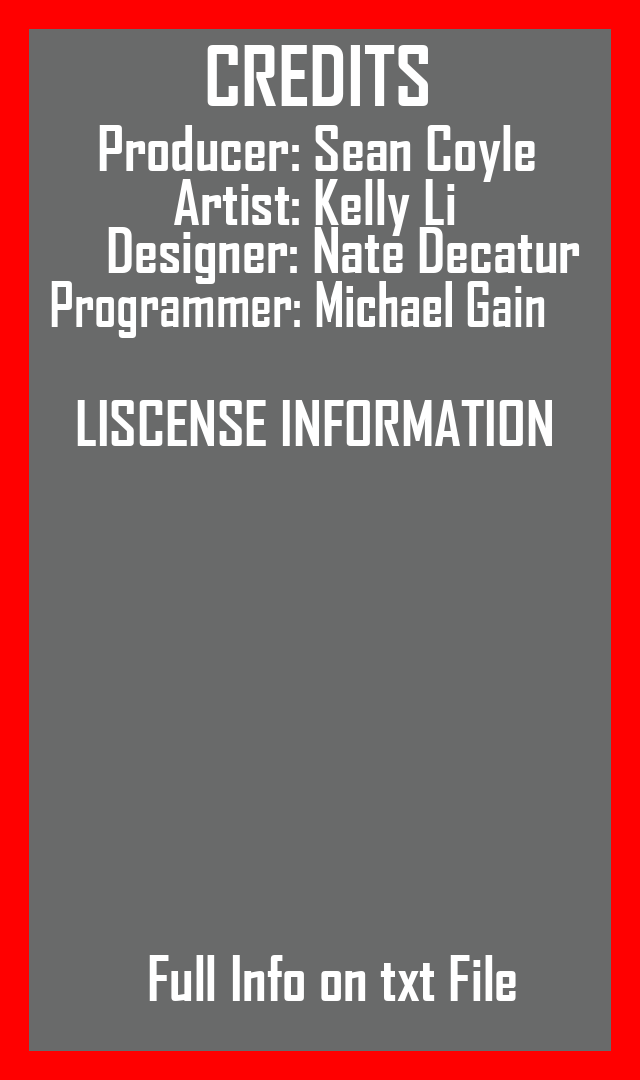 CREDITS
Producer: Sean Coyle
Artist: Kelly Li
Designer: Nate Decatur
Programmer: Michael Gain
LISCENSE INFORMATION
Full Info on txt File